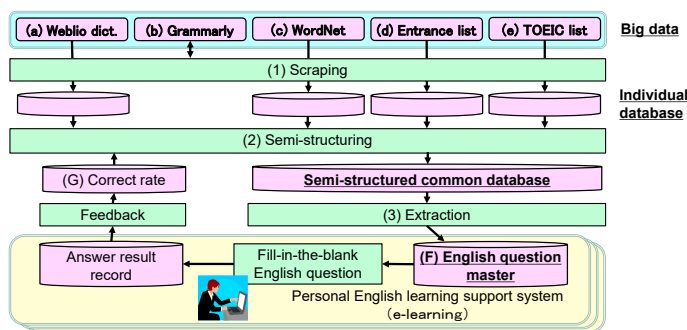 (a) Weblio dict.
(b) Grammarly
(c) WordNet
(d) Entrance list
(e) TOEIC list
Big data
(1) Scraping
Individual
database
(2) Semi-structuring
(G) Correct rate
Semi-structured common database
Feedback
(3) Extraction
Answer result
record
Fill-in-the-blank
English question
(F) English question
master
Personal English learning support system
（e-learning）